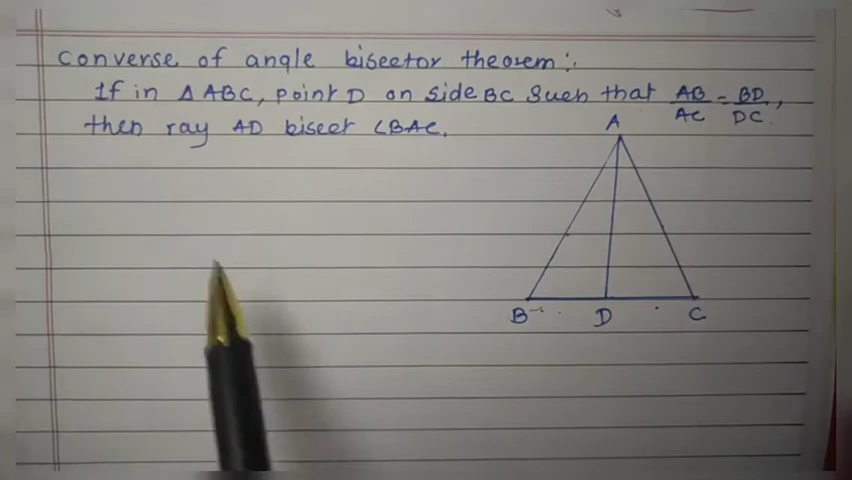 converse of angle bisector theorem:.
If in △ ABC, point D on side BC such that AB/AC = BD/DC,
then ray AD bisect ∠BAC.
A
B D C